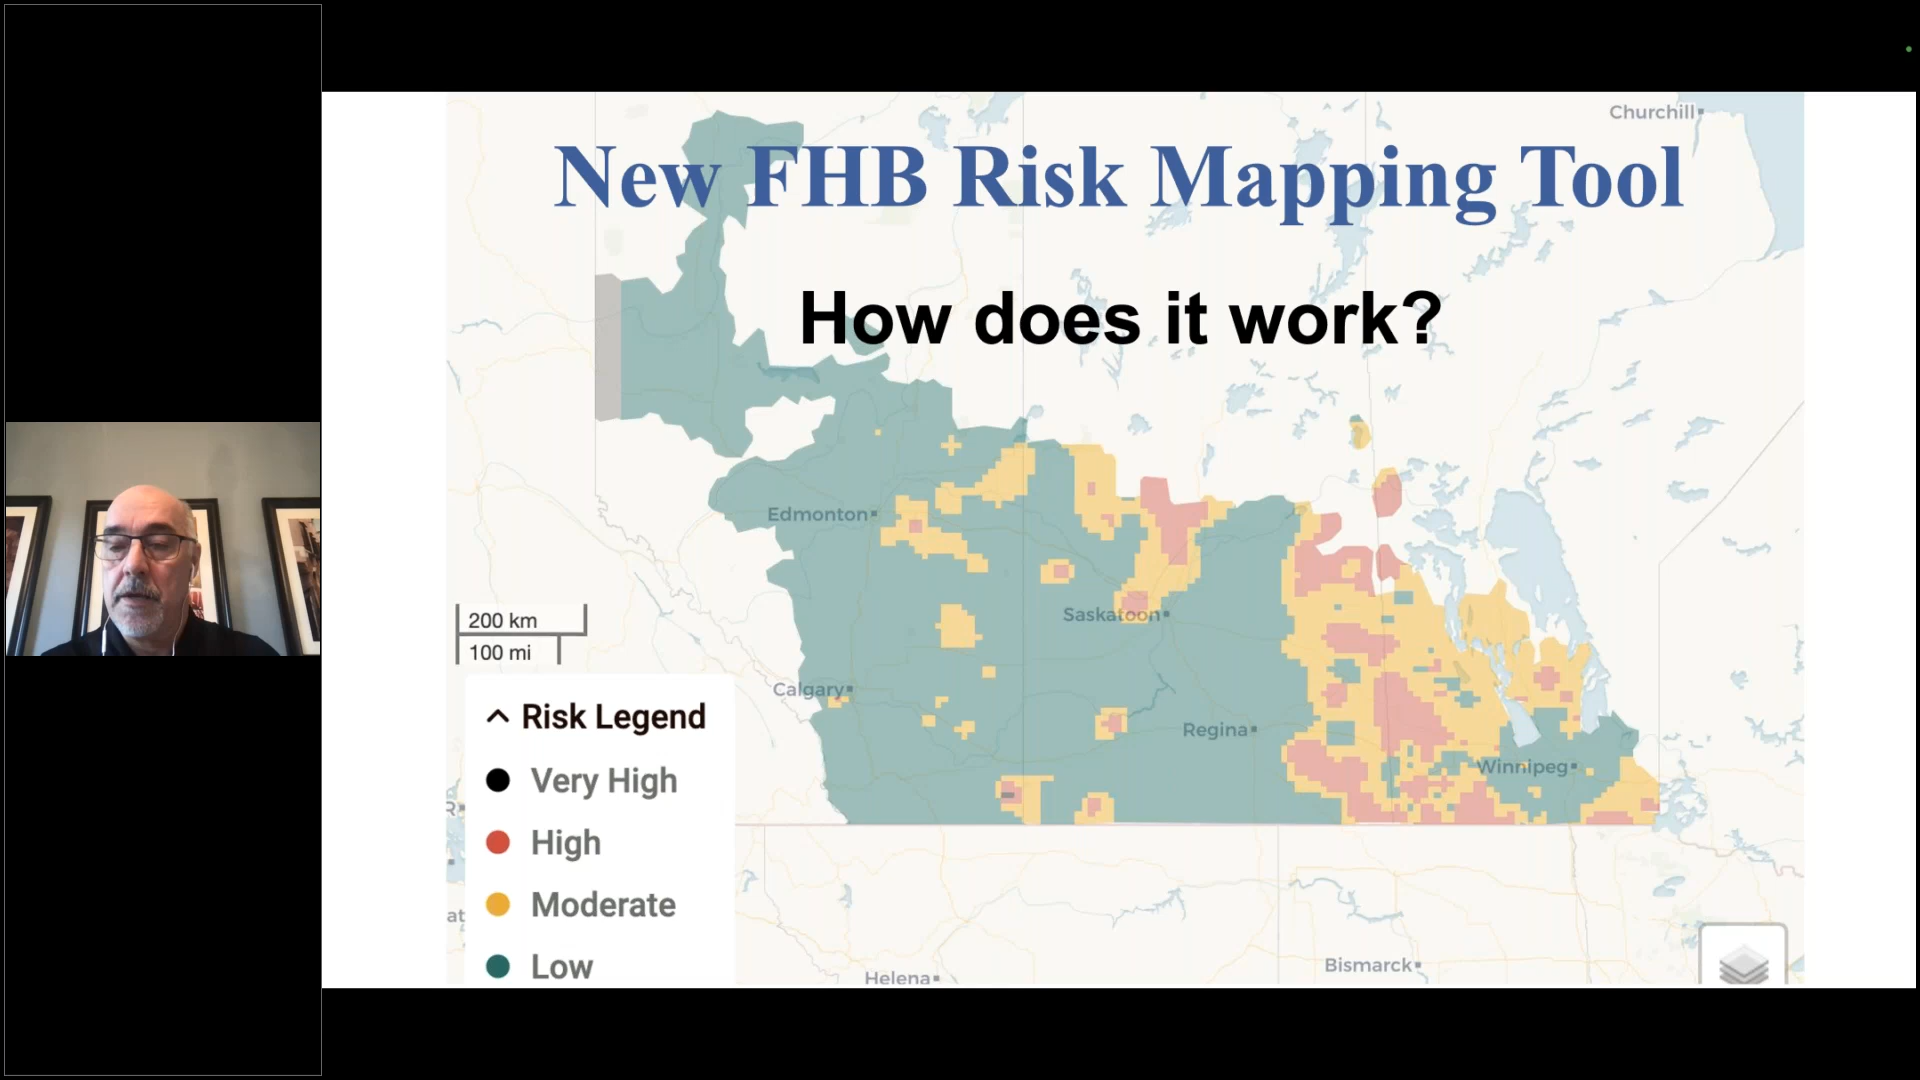 Churchill
New FHB Risk Mapping Tool
How does it work?
Edmonton
Saskatoon
200 km
100 mi
Calgary
Risk Legend
Regina
Winnipeg
Very High
R
High
Moderate
at
Low
Bismarck
Helena